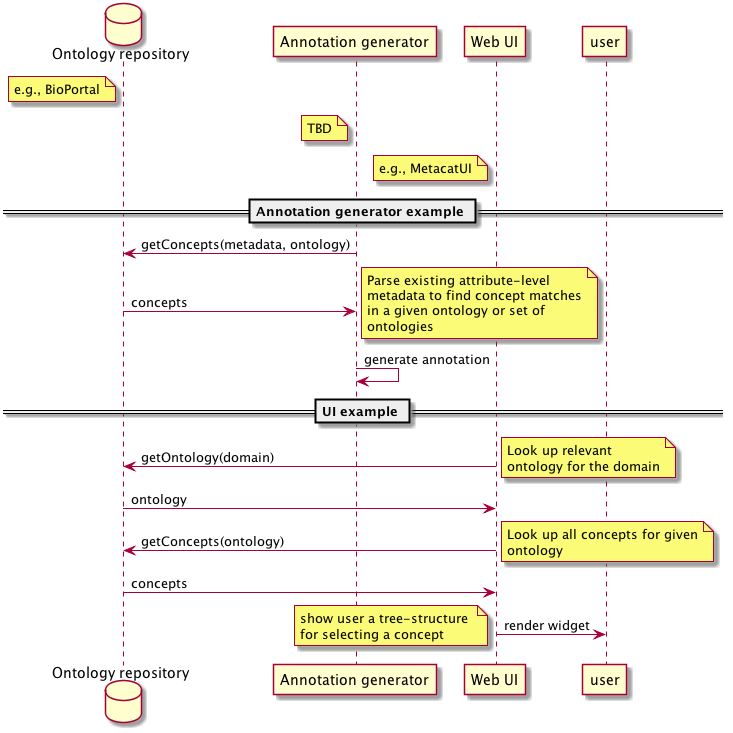 Ontology repository
Annotation generator
Web UI
user
e.g., BioPortal
TBD
e.g., MetacatUI
Annotation generator example
getConcepts(metadata, ontology)
Parse existing attribute-level
metadata to find concept matches
in a given ontology or set of
ontologies
concepts
generate annotation
UI example
Look up relevant
ontology for the domain
getOntology(domain)
ontology
Look up all concepts for given
ontology
getConcepts(ontology)
concepts
show user a tree-structure
for selecting a concept
render widget
Ontology repository
Annotation generator
Web UI
user